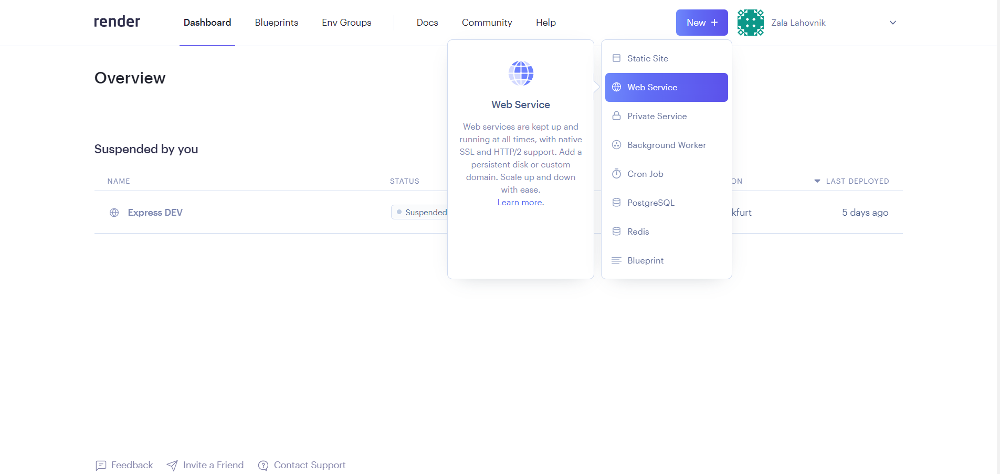 render
Dashboard
Blueprints
Env Groups
Docs
Community
Help
New +
Zala Lahovnik
Overview
Web Service
Web services are kept up and
running at all times, with native
SSL and HTTP/2 support. Add a
persistent disk or custom
domain. Scale up and down
with ease.
Learn more.
Static Site
Web Service
Private Service
Background Worker
Cron Job
PostgreSQL
Redis
Blueprint
Suspended by you
NAME
STATUS
ON
LAST DEPLOYED
Express DEV
Suspended
kfurt
5 days ago
Feedback
Invite a Friend
Contact Support